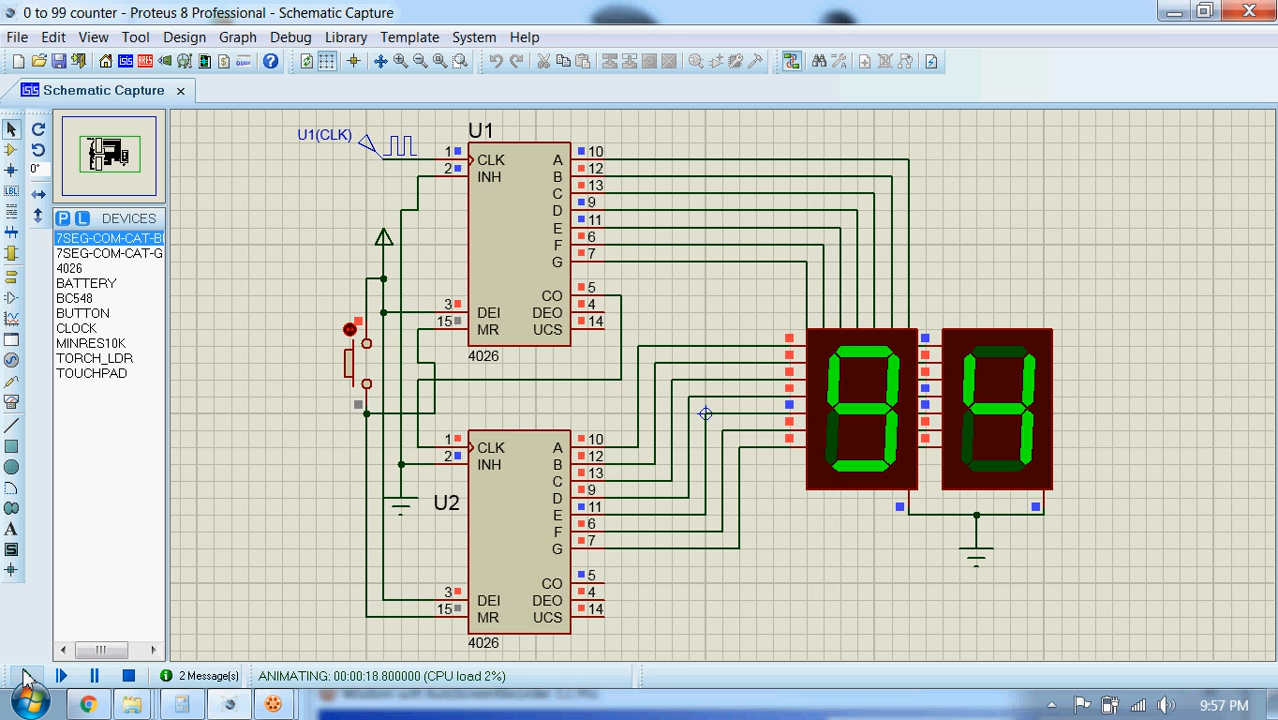 0 to 99 counter - Proteus 8 Professional - Schematic Capture
File Edit View Tool Design Graph Debug Library Template System Help
Schematic Capture
U1(CLK)
U1
1 CLK A 10
2 INH B 12
C 13
D 9
E 11
F 6
G 7
CO 5
3 DEI DEO 4
15 MR UCS 14
4026
0°
P L DEVICES
7SEG-COM-CAT-B
7SEG-COM-CAT-G
4026
BATTERY
BC548
BUTTON
CLOCK
MINRES10K
TORCH_LDR
TOUCHPAD
94
U2
1 CLK A 10
2 INH B 12
C 13
D 9
E 11
F 6
G 7
CO 5
3 DEI DEO 4
15 MR UCS 14
4026
2 Message(s) ANIMATING: 00:00:18.800000 (CPU load 2%)
9:57 PM